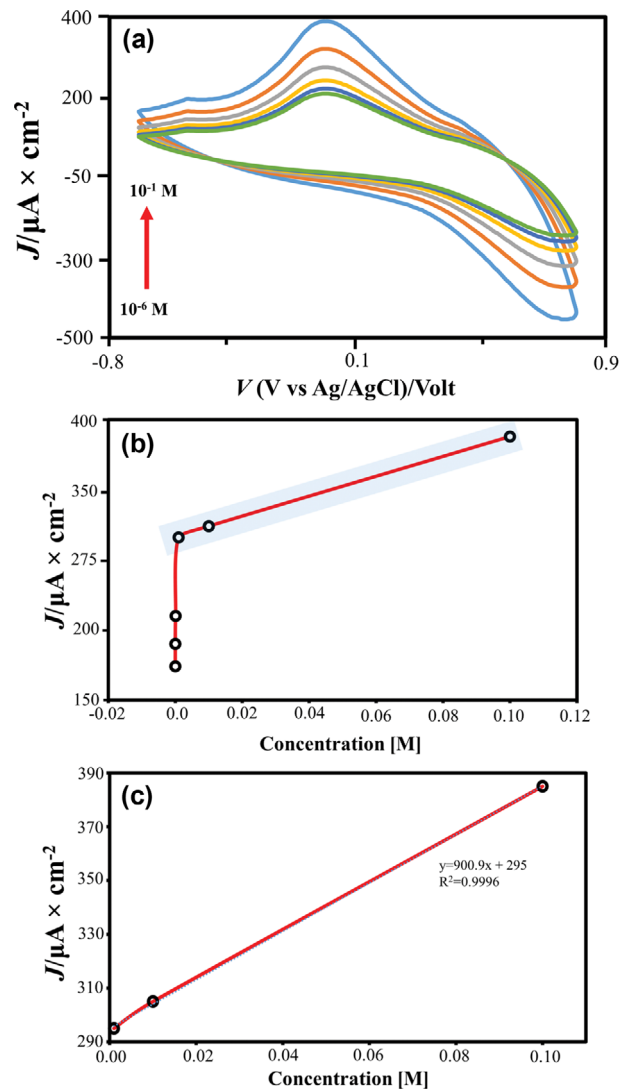 (a)
400
200
-50
-300
-500
J/μA × cm⁻²
10⁻¹ M
10⁻⁶ M
-0.8
0.1
0.9
V (V vs Ag/AgCl)/Volt
(b)
400
350
275
200
150
J/μA × cm⁻²
-0.02
0.0
0.02
0.04
0.06
0.08
0.10
0.12
Concentration [M]
(c)
390
370
350
330
310
290
J/μA × cm⁻²
y=900.9x + 295
R²=0.9996
0.00
0.02
0.04
0.06
0.08
0.10
Concentration [M]